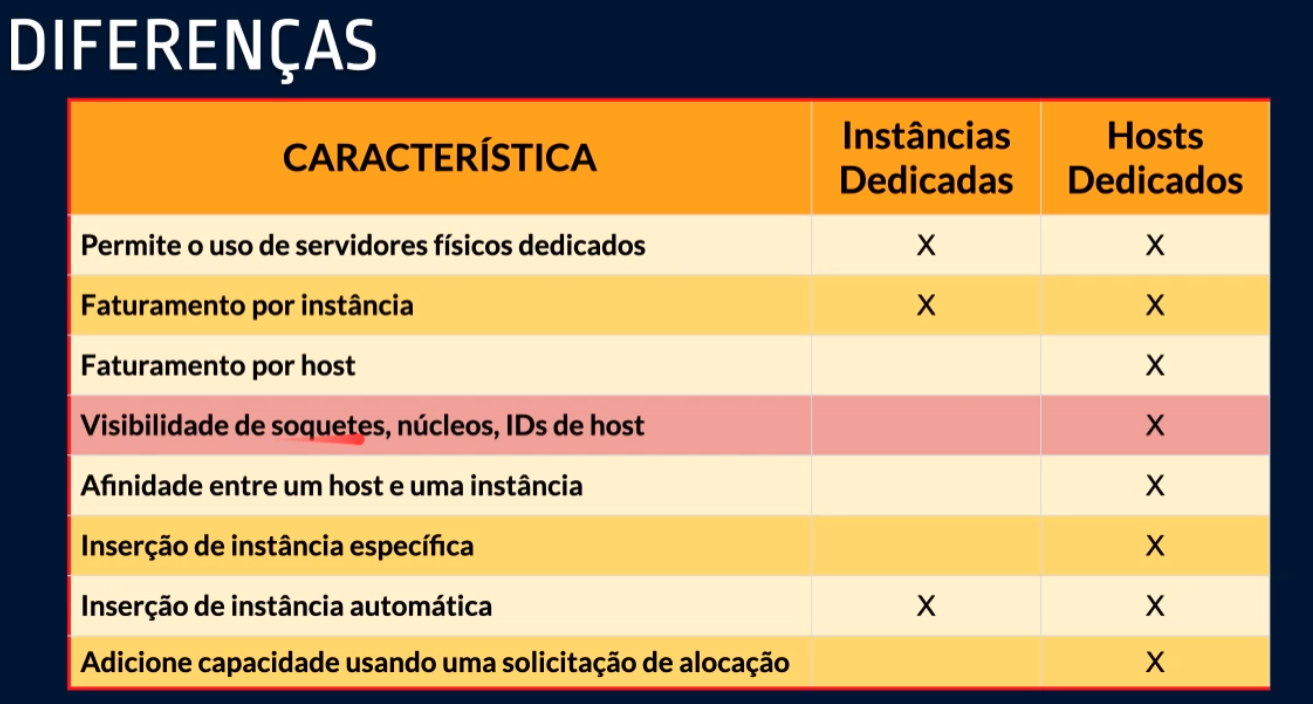 DIFERENÇAS
CARACTERÍSTICA
Instâncias
Dedicadas
Hosts
Dedicados
Permite o uso de servidores físicos dedicados X X
Faturamento por instância X X
Faturamento por host X
Visibilidade de soquetes, núcleos, IDs de host X
Afinidade entre um host e uma instância X
Inserção de instância específica X
Inserção de instância automática X X
Adicione capacidade usando uma solicitação de alocação X